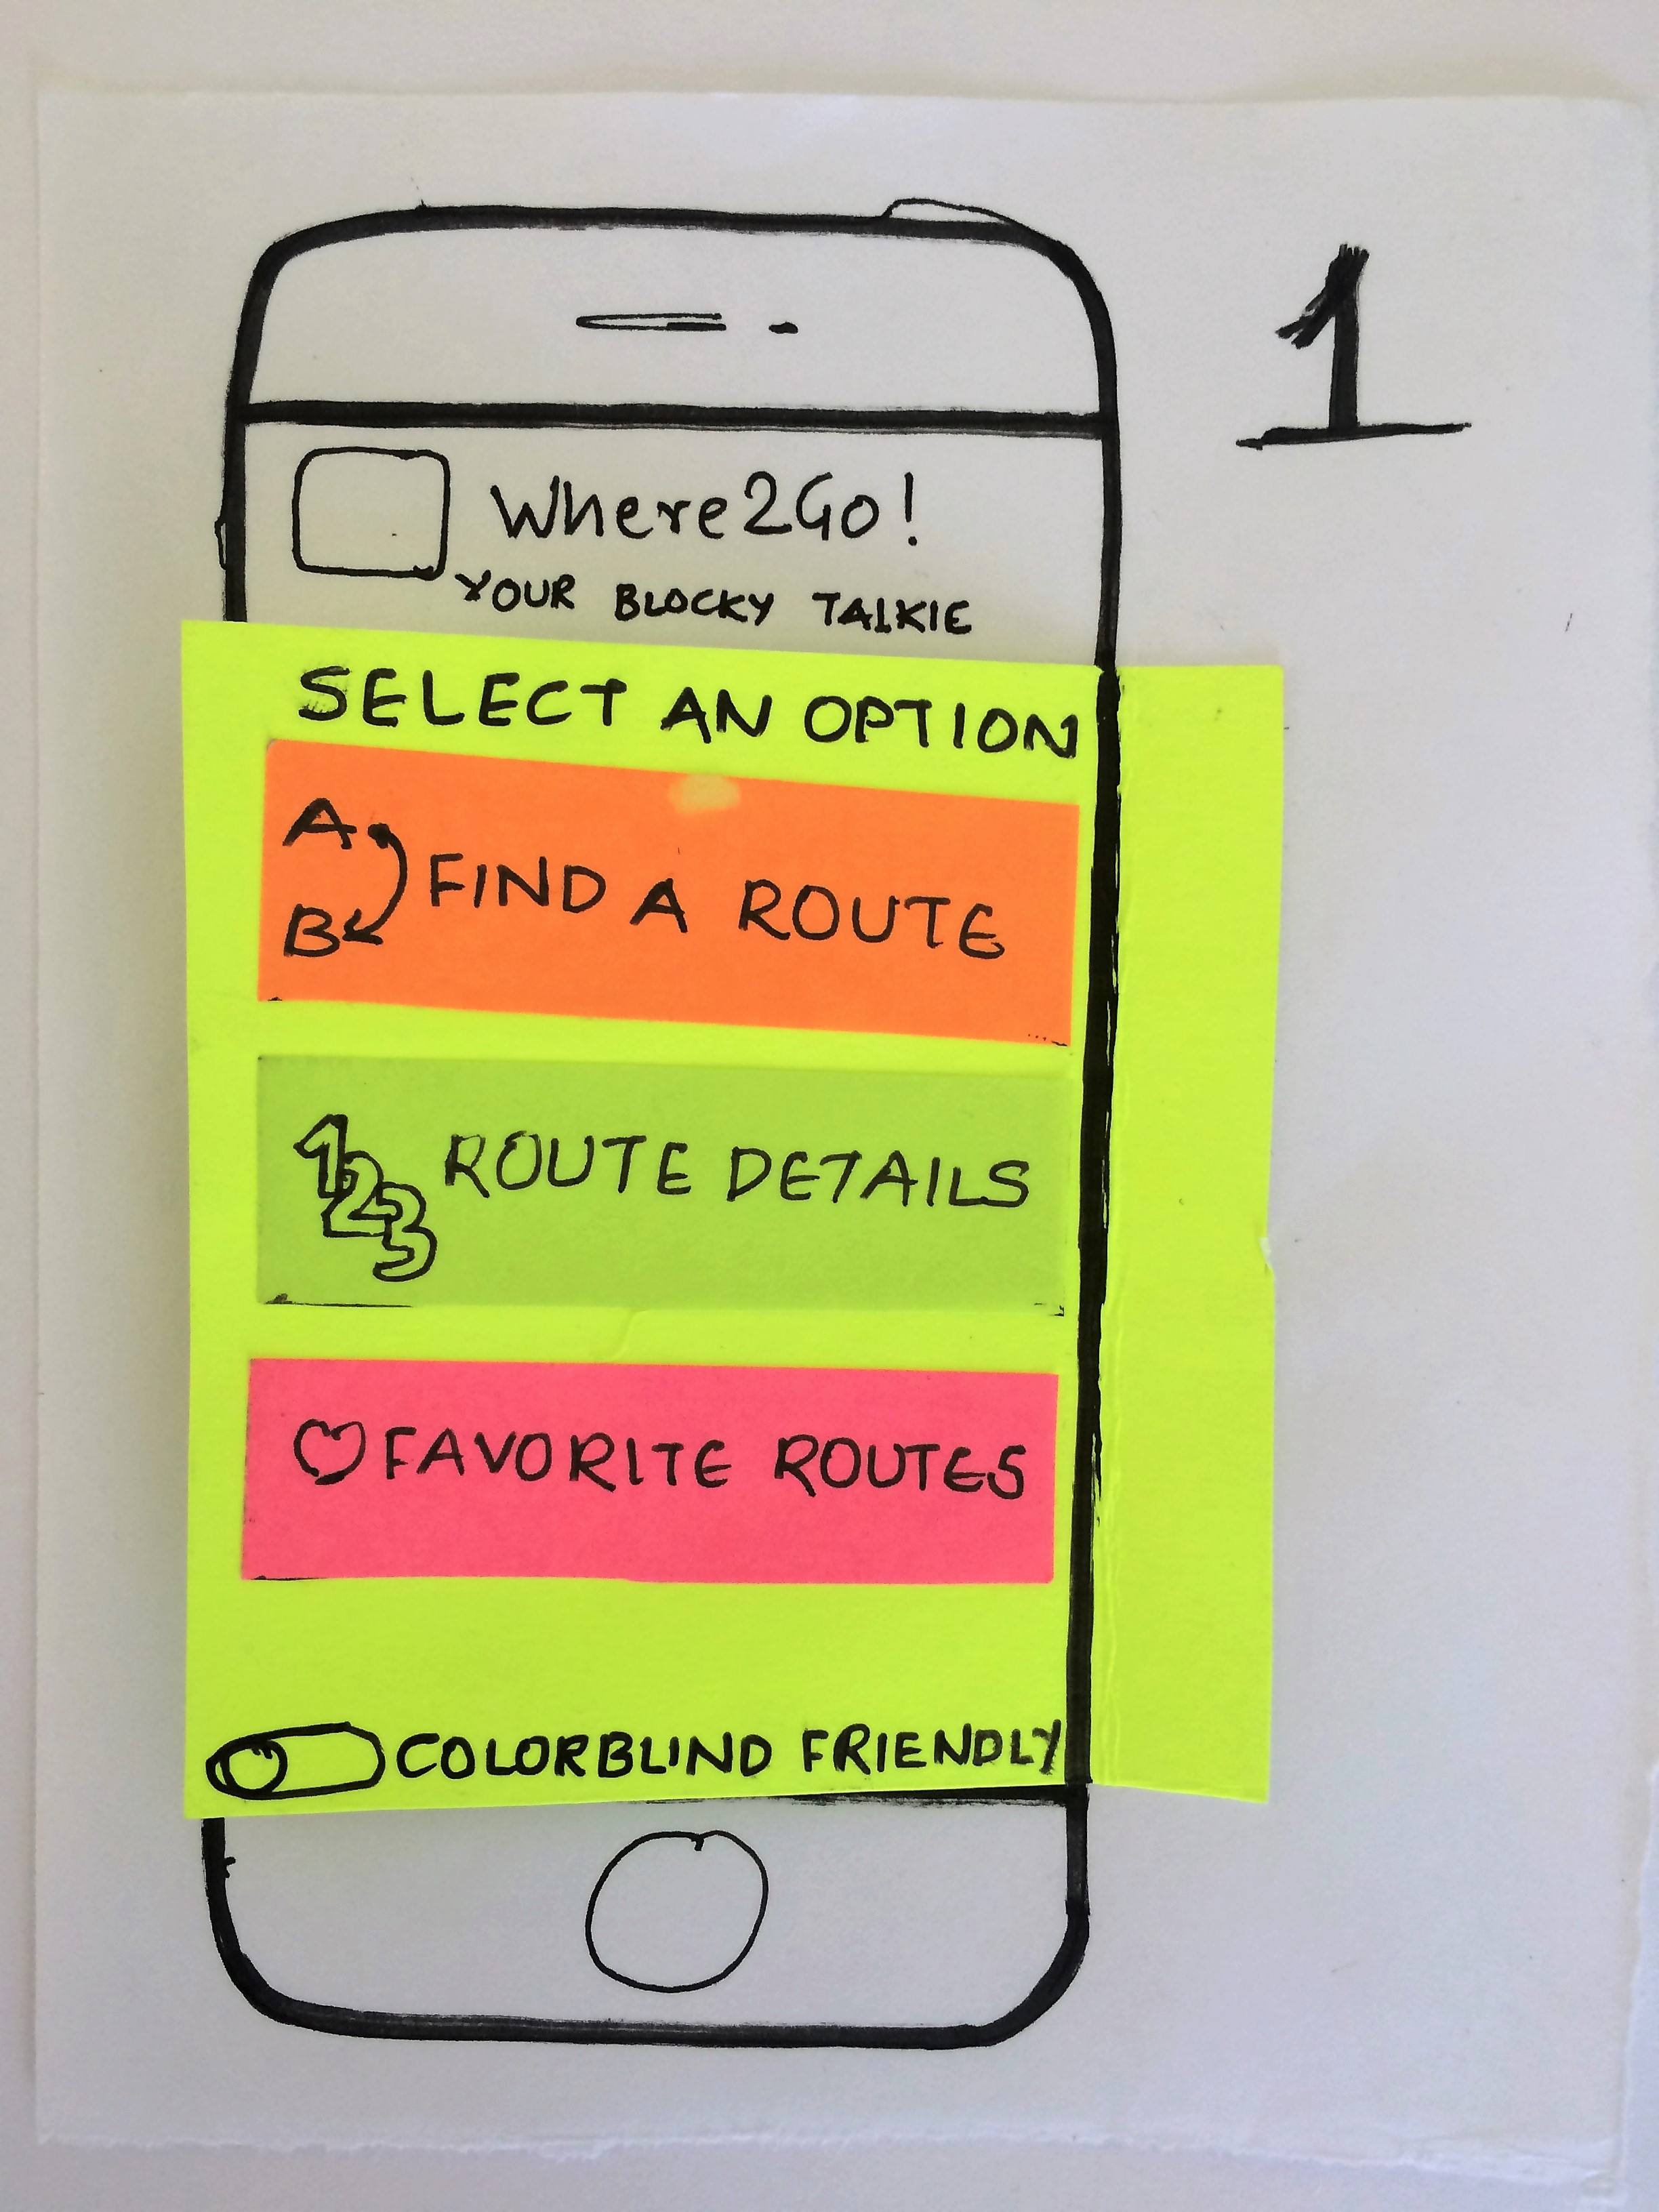 1
Where2Go!
YOUR BLOCKY TALKIE
SELECT AN OPTION
A
B
FIND A ROUTE
123
ROUTE DETAILS
FAVORITE ROUTES
COLORBLIND FRIENDLY